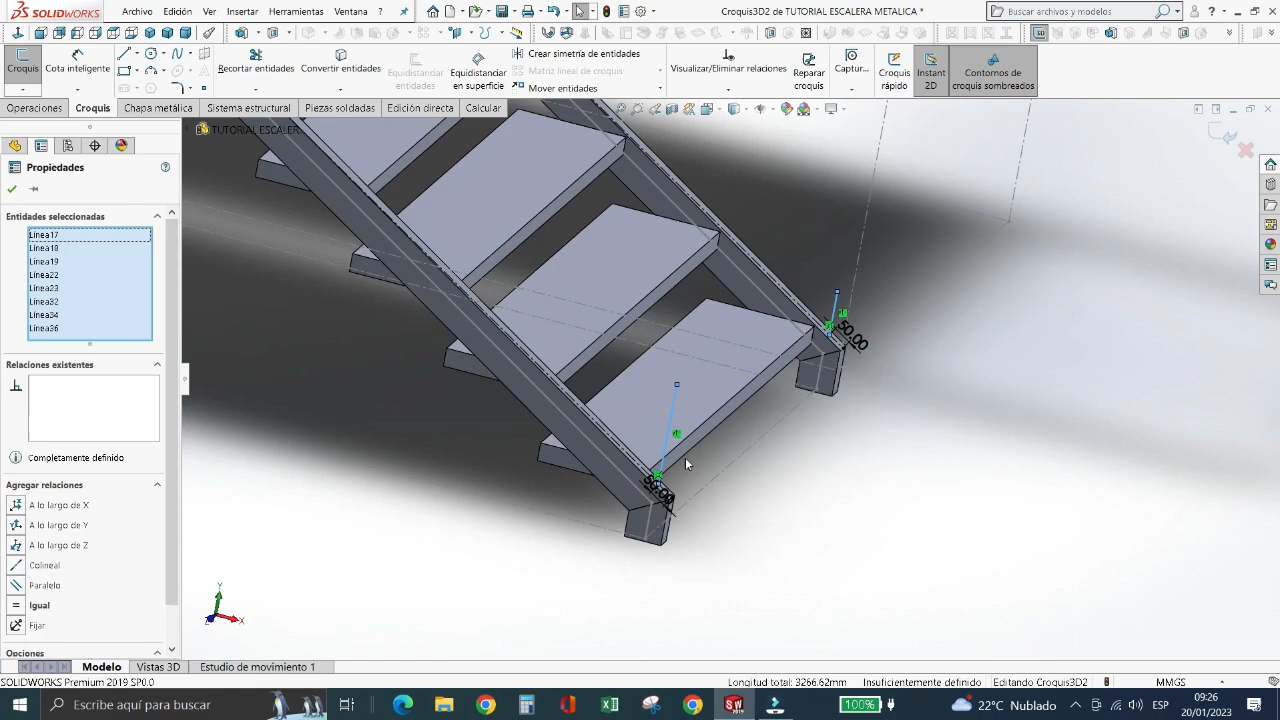 SOLIDWORKS
Archivo Edición Ver Insertar Herramientas Ventana
Croquis3D2 de TUTORIAL ESCALERA METALICA *
Buscar archivos y modelos
Croquis
Cota inteligente
Recortar entidades
Convertir entidades
Equidistanciar entidades
Equidistanciar en superficie
Crear simetría de entidades
Matriz lineal de croquis
Mover entidades
Visualizar/Eliminar relaciones
Reparar croquis
Captur...
Croquis rápido
Instant 2D
Contornos de croquis sombreados
Operaciones Croquis Chapa metálica Sistema estructural Piezas soldadas Edición directa Calcular
TUTORIAL ESCALER...
Propiedades
Entidades seleccionadas
Línea17
Línea18
Línea19
Línea22
Línea23
Línea32
Línea34
Línea36
Relaciones existentes
Completamente definido
Agregar relaciones
A lo largo de X
A lo largo de Y
A lo largo de Z
Colineal
Paralelo
Igual
Fijar
Opciones
50.00
50.00
Y
X
Z
Modelo Vistas 3D Estudio de movimiento 1
SOLIDWORKS Premium 2019 SP0.0
Longitud total: 3266.62mm Insuficientemente definido Editando Croquis3D2 MMGS
Escribe aquí para buscar
SW
2019
100%
22°C Nublado
ESP
09:26
20/01/2023